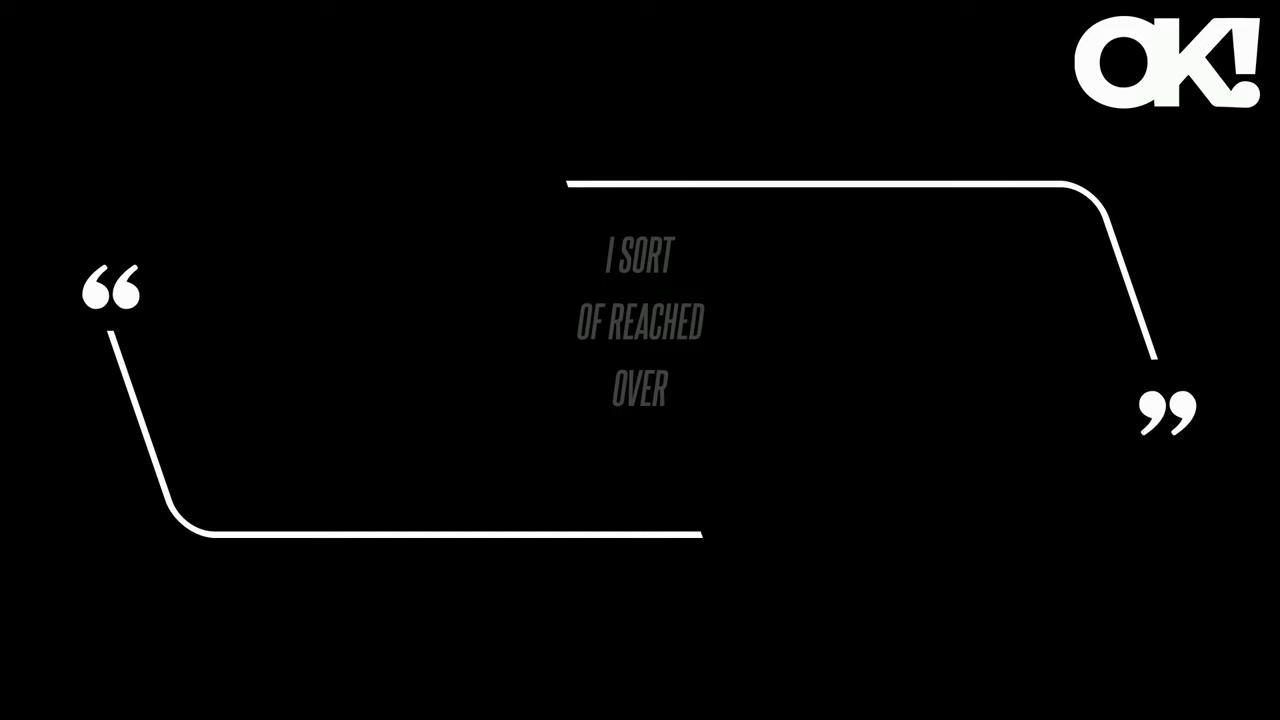 OK!
“
I SORT
OF REACHED
OVER
”